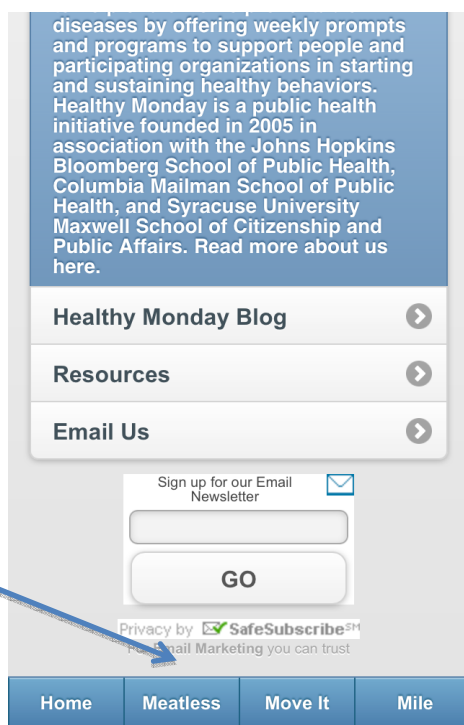 diseases by offering weekly prompts
and programs to support people and
participating organizations in starting
and sustaining healthy behaviors.
Healthy Monday is a public health
initiative founded in 2005 in
association with the Johns Hopkins
Bloomberg School of Public Health,
Columbia Mailman School of Public
Health, and Syracuse University
Maxwell School of Citizenship and
Public Affairs. Read more about us
here.
Healthy Monday Blog
Resources
Email Us
Sign up for our Email
Newsletter
GO
Privacy by SafeSubscribe℠
For Email Marketing you can trust
Home Meatless Move It Mile